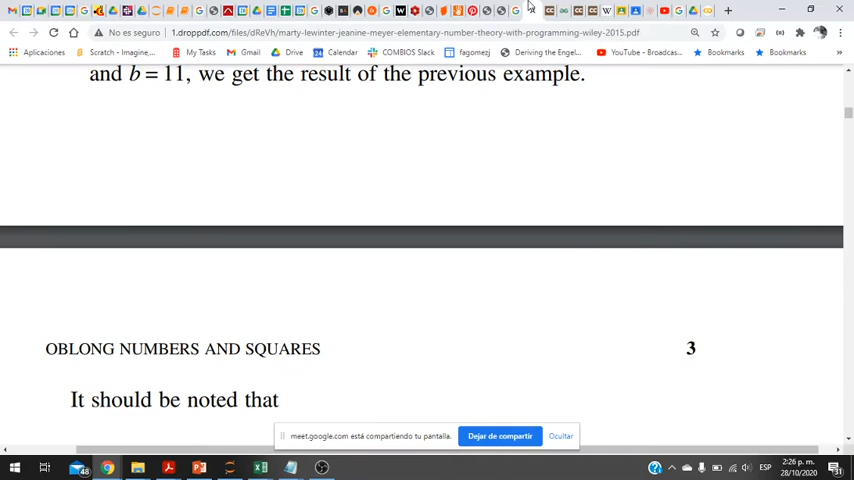 No es seguro
1.droppdf.com/files/dReVh/marty-lewinter-jeanine-meyer-elementary-number-theory-with-programming-wiley-2015.pdf
Aplicaciones Scratch - Imagine,... My Tasks Gmail Drive 24 Calendar COMBIOS Slack fagomezj Deriving the Engel... YouTube - Broadcas... Bookmarks Bookmarks
and b = 11, we get the result of the previous example.
OBLONG NUMBERS AND SQUARES 3
It should be noted that
meet.google.com está compartiendo tu pantalla. Dejar de compartir Ocultar
48 ESP 2:26 p. m.
28/10/2020 31